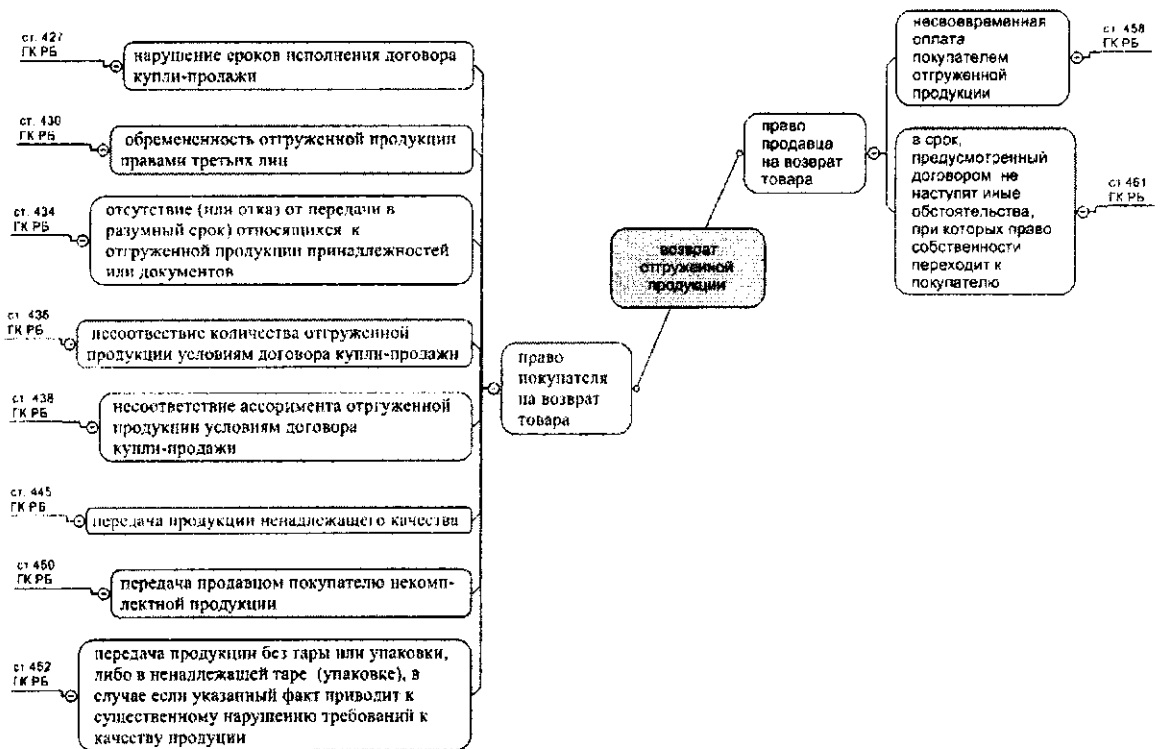 ст. 427
ГК РБ
нарушение сроков исполнения договора
купли-продажи
ст. 430
ГК РБ
обремененность отгруженной продукции
правами третьих лиц
ст. 434
ГК РБ
отсутствие (или отказ от передачи в
разумный срок) относящихся к
отгруженной продукции принадлежностей
или документов
ст. 436
ГК РБ
несоотвествие количества отгруженной
продукции условиям договора купли-продажи
ст. 438
ГК РБ
несоответствие ассоримента отргуженной
продукции условиям договора
купли-продажи
ст. 445
ГК РБ
передача продукции ненадлежащего качества
ст 450
ГК РБ
передача продавцом покупателю некомп-
лектной продукции
ст 452
ГК РБ
передача продукции без тары или упаковки,
либо в ненадлежащей таре (упаковке), в
случае если указанный факт приводит к
существенному нарушению требований к
качеству продуции
право
покупателя
на возврат
товара
возврат
отгруженной
продукции
право
продавца
на возврат
товара
несвоевременная
оплата
покупателем
отгруженной
продукции
ст. 458
ГК РБ
в срок,
предусмотренный
договором не
наступят иные
обстоятельства,
при которых право
собственности
переходит к
покупателю
ст 461
ГК РБ